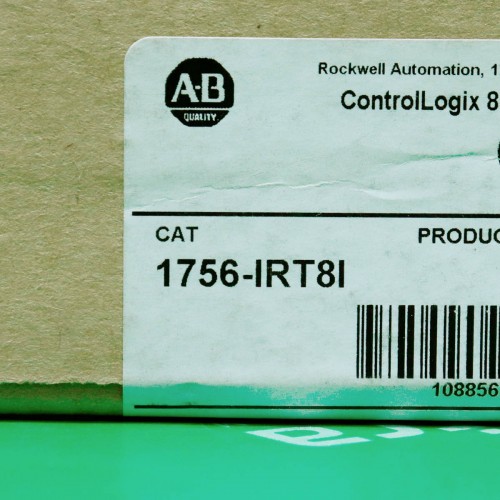 A-B
QUALITY
Rockwell Automation, 1
ControlLogix 8
CAT
PRODUC
1756-IRT8I
108856